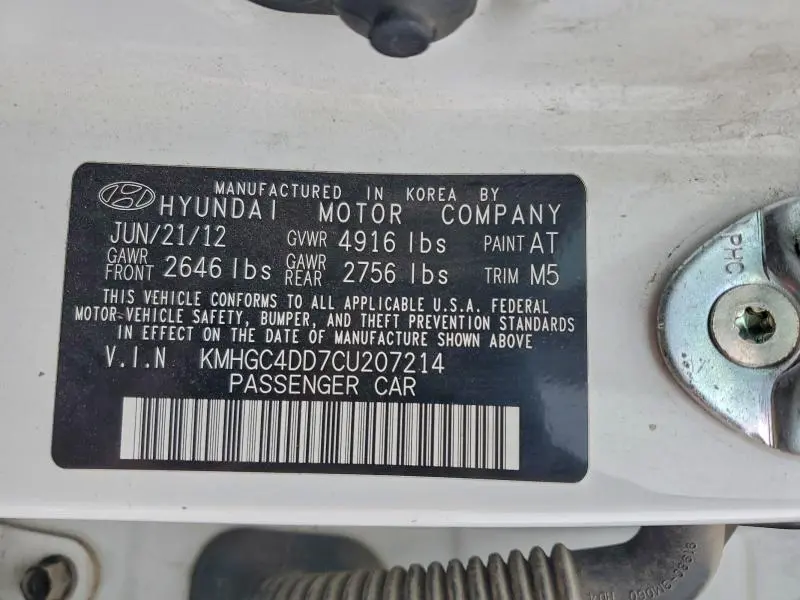 MANUFACTURED IN KOREA BY
HYUNDAI MOTOR COMPANY
JUN/21/12 GVWR 4916 lbs PAINT AT
GAWR FRONT 2646 lbs GAWR REAR 2756 lbs TRIM M5
THIS VEHICLE CONFORMS TO ALL APPLICABLE U.S.A. FEDERAL
MOTOR-VEHICLE SAFETY, BUMPER, AND THEFT PREVENTION STANDARDS
IN EFFECT ON THE DATE OF MANUFACTURE SHOWN
V.I.N KMHGC4DD7CU207214
PASSENGER CAR
PHC
91980-3M060